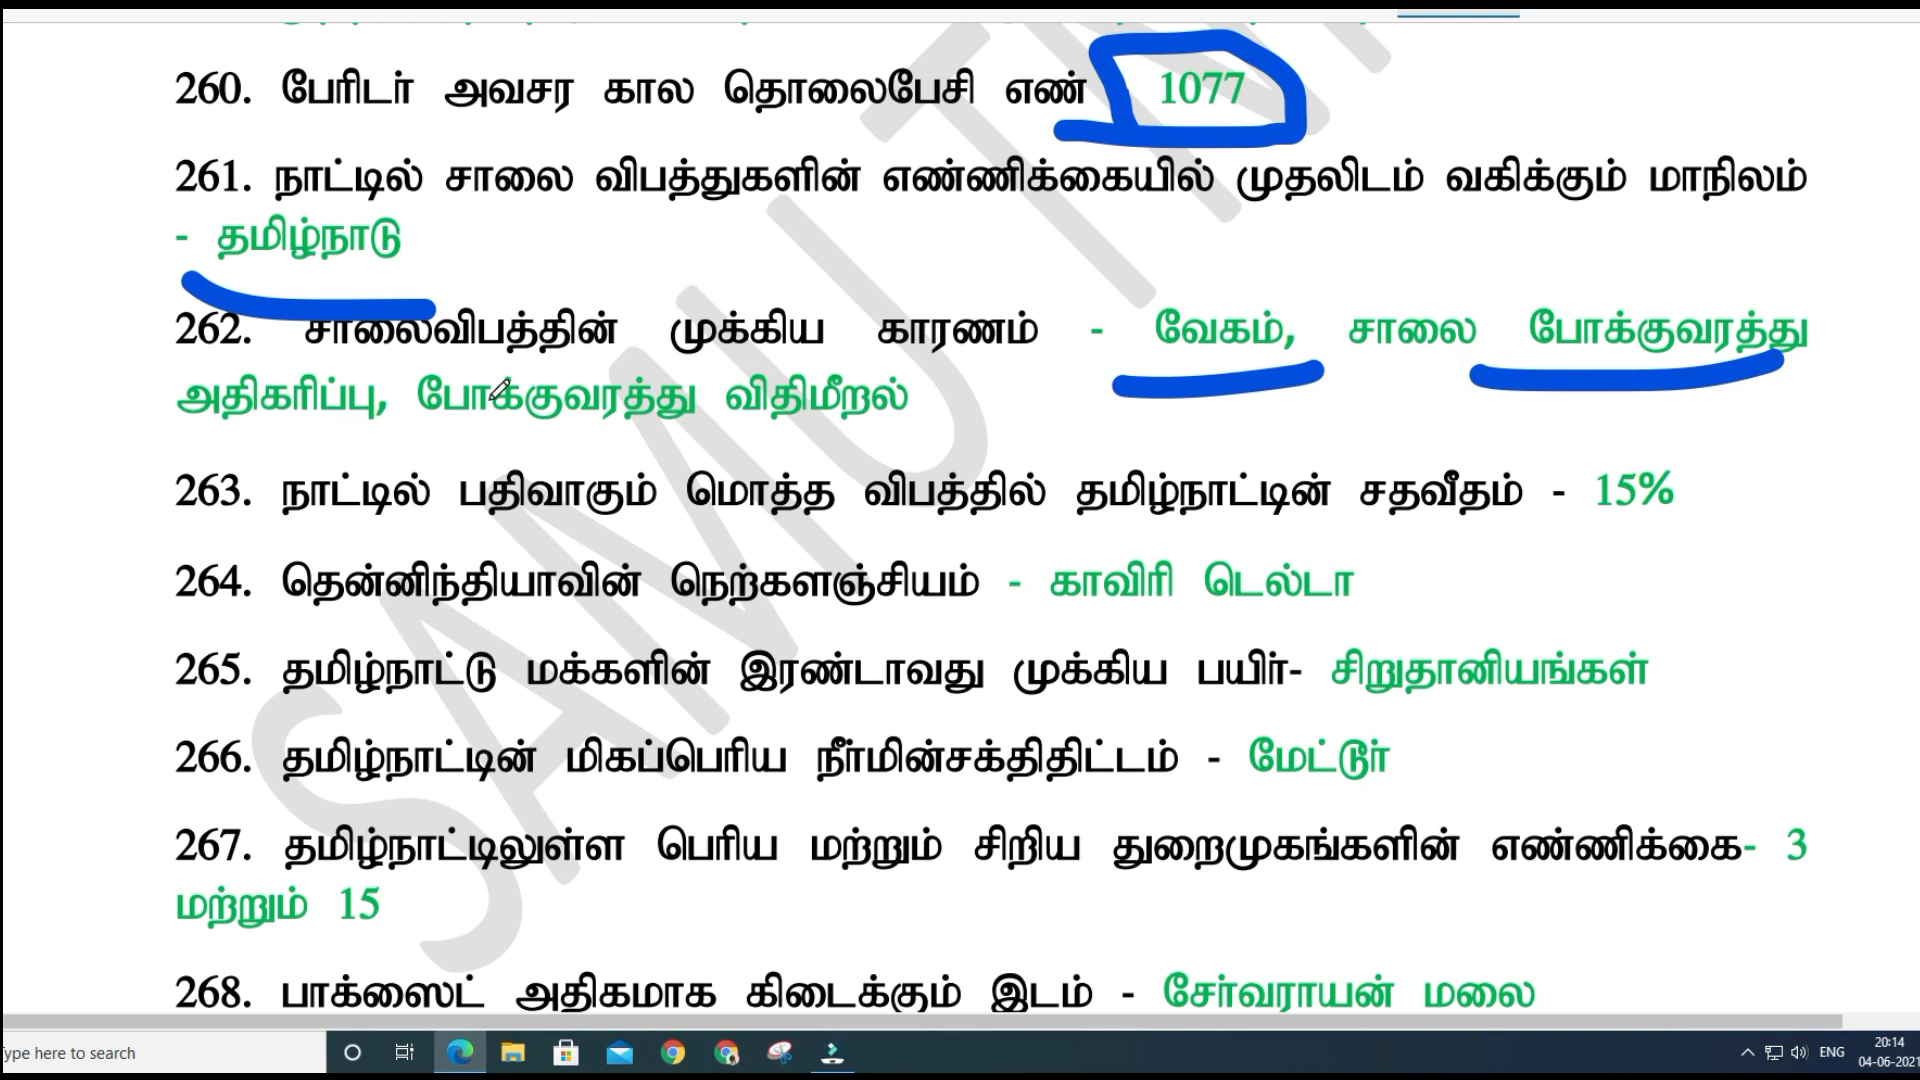 260. பேரிடர் அவசர கால தொலைபேசி எண் 1077
261. நாட்டில் சாலை விபத்துகளின் எண்ணிக்கையில் முதலிடம் வகிக்கும் மாநிலம்
- தமிழ்நாடு
262. சாலைவிபத்தின் முக்கிய காரணம் - வேகம், சாலை போக்குவரத்து
அதிகரிப்பு, போக்குவரத்து விதிமீறல்
263. நாட்டில் பதிவாகும் மொத்த விபத்தில் தமிழ்நாட்டின் சதவீதம் - 15%
264. தென்னிந்தியாவின் நெற்களஞ்சியம் - காவிரி டெல்டா
265. தமிழ்நாட்டு மக்களின் இரண்டாவது முக்கிய பயிர்- சிறுதானியங்கள்
266. தமிழ்நாட்டின் மிகப்பெரிய நீர்மின்சக்திதிட்டம் - மேட்டூர்
267. தமிழ்நாட்டிலுள்ள பெரிய மற்றும் சிறிய துறைமுகங்களின் எண்ணிக்கை- 3
மற்றும் 15
268. பாக்ஸைட் அதிகமாக கிடைக்கும் இடம் - சேர்வராயன் மலை
SAMU TN
ype here to search
ENG
20:14
04-06-2021